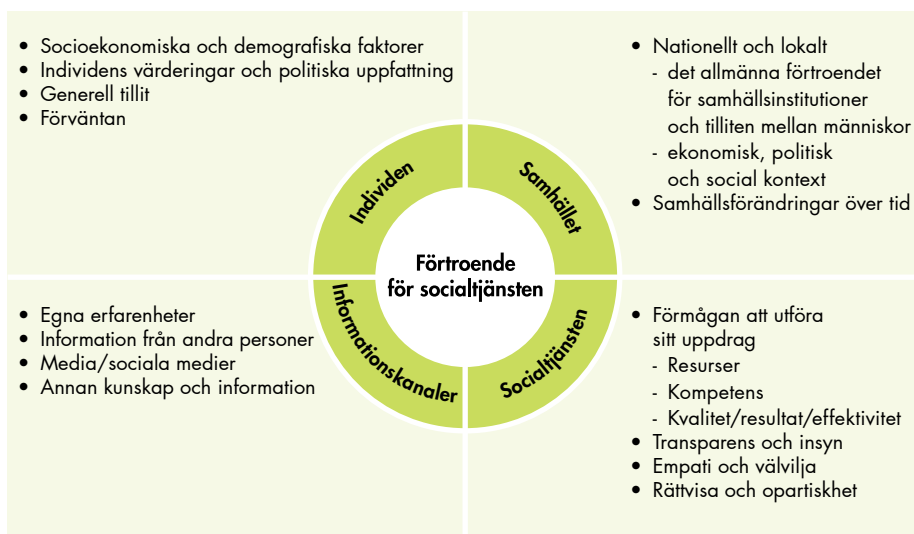 • Socioekonomiska och demografiska faktorer
• Individens värderingar och politiska uppfattning
• Generell tillit
• Förväntan
• Nationellt och lokalt
- det allmänna förtroendet
för samhällsinstitutioner
och tilliten mellan människor
- ekonomisk, politisk
och social kontext
• Samhällsförändringar över tid
Individen
Samhället
Förtroende
för socialtjänsten
Informationskanaler
Socialtjänsten
• Egna erfarenheter
• Information från andra personer
• Media/sociala medier
• Annan kunskap och information
• Förmågan att utföra
sitt uppdrag
- Resurser
- Kompetens
- Kvalitet/resultat/effektivitet
• Transparens och insyn
• Empati och välvilja
• Rättvisa och opartiskhet